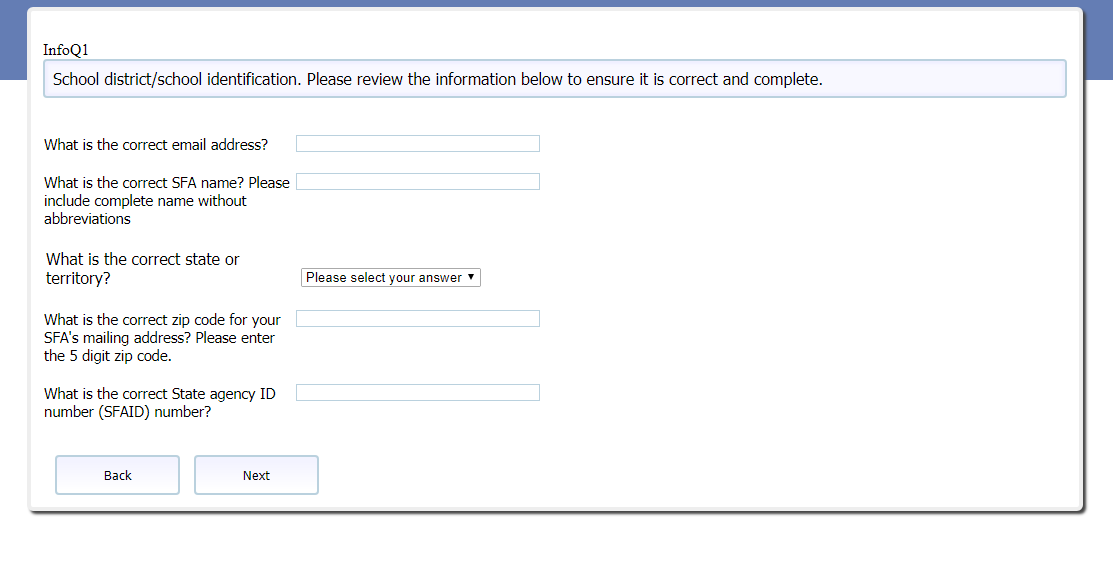 InfoQ1
School district/school identification. Please review the information below to ensure it is correct and complete.
What is the correct email address?
What is the correct SFA name? Please
include complete name without
abbreviations
What is the correct state or
territory?
Please select your answer
What is the correct zip code for your
SFA's mailing address? Please enter
the 5 digit zip code.
What is the correct State agency ID
number (SFAID) number?
Back
Next